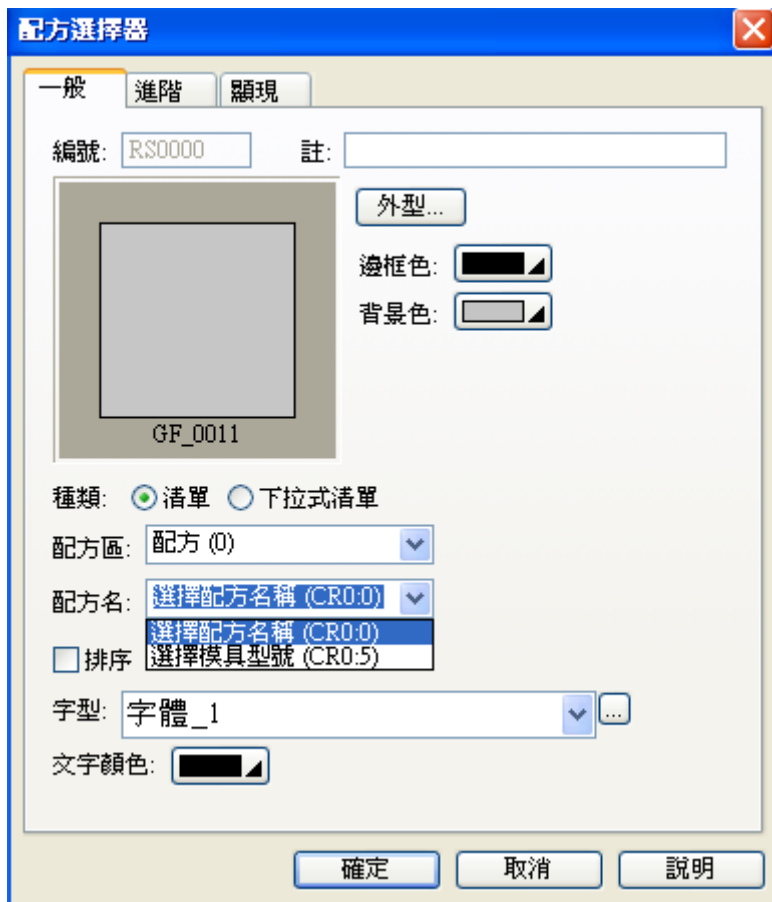 配方選擇器
一般 進階 顯現
編號: RS0000 註:
外型...
邊框色:
背景色:
GF_0011
種類: 清單 下拉式清單
配方區: 配方 (0)
配方名: 選擇配方名稱 (CR0:0)
選擇配方名稱 (CR0:0)
排序 選擇模具型號 (CR0:5)
字型: 字體_1 ...
文字顏色:
確定 取消 說明